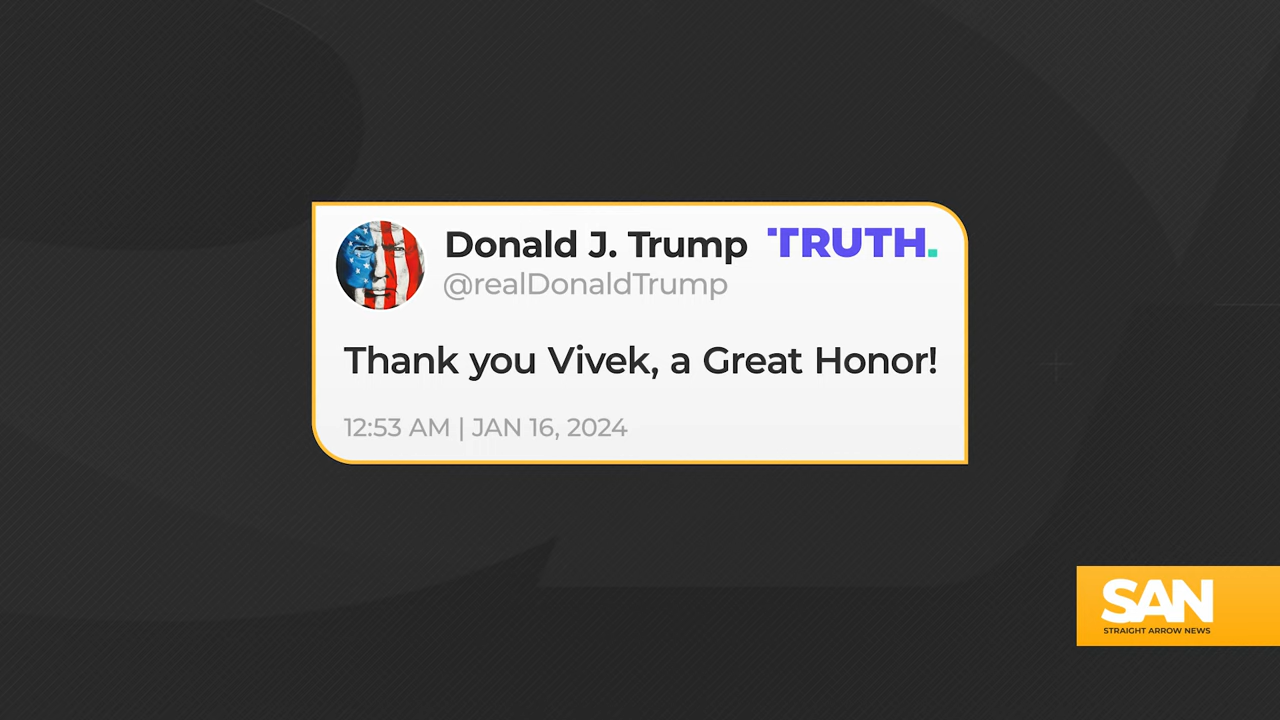 Donald J. Trump TRUTH.
@realDonaldTrump
Thank you Vivek, a Great Honor!
12:53 AM | JAN 16, 2024
SAN
STRAIGHT ARROW NEWS